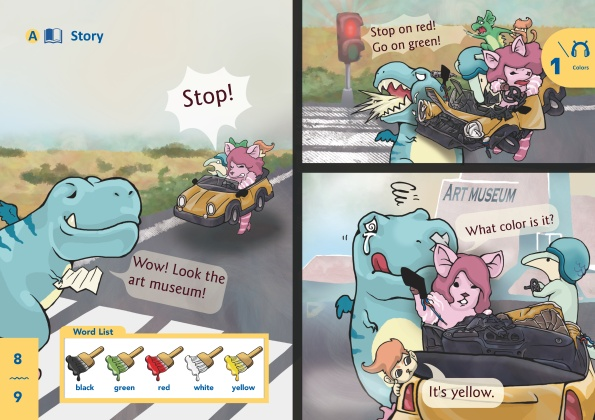 A Story
Stop!
Wow! Look the
art museum!
Word List
black green red white yellow
8
9
Stop on red!
Go on green!
1
Colors
ART MUSEUM
What color is it?
It's yellow.